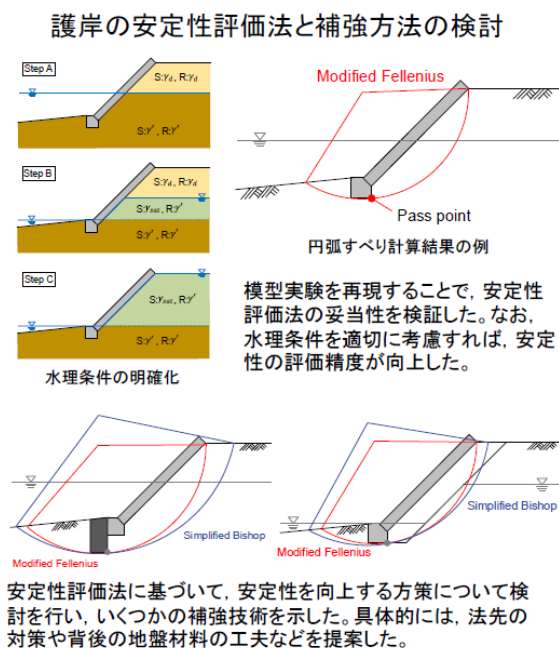 護岸の安定性評価法と補強方法の検討
Step A
S:γd, R:γd
S:γ', R:γ'
Step B
S:γd, R:γd
S:γsat, R:γ'
S:γ', R:γ'
Step C
S:γsat, R:γ'
S:γ', R:γ'
水理条件の明確化
Modified Fellenius
Pass point
円弧すべり計算結果の例
模型実験を再現することで, 安定性
評価法の妥当性を検証した。なお,
水理条件を適切に考慮すれば, 安定
性の評価精度が向上した。
Simplified Bishop
Modified Fellenius
Simplified Bishop
Modified Fellenius
安定性評価法に基づいて, 安定性を向上する方策について検
討を行い, いくつかの補強技術を示した。具体的には, 法先の
対策や背後の地盤材料の工夫などを提案した。